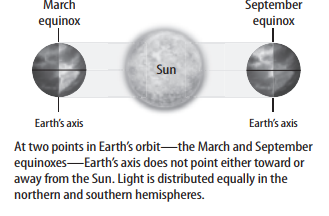 March
equinox
September
equinox
Sun
Earth's axis
Earth's axis
At two points in Earth's orbit—the March and September
equinoxes—Earth's axis does not point either toward or
away from the Sun. Light is distributed equally in the
northern and southern hemispheres.